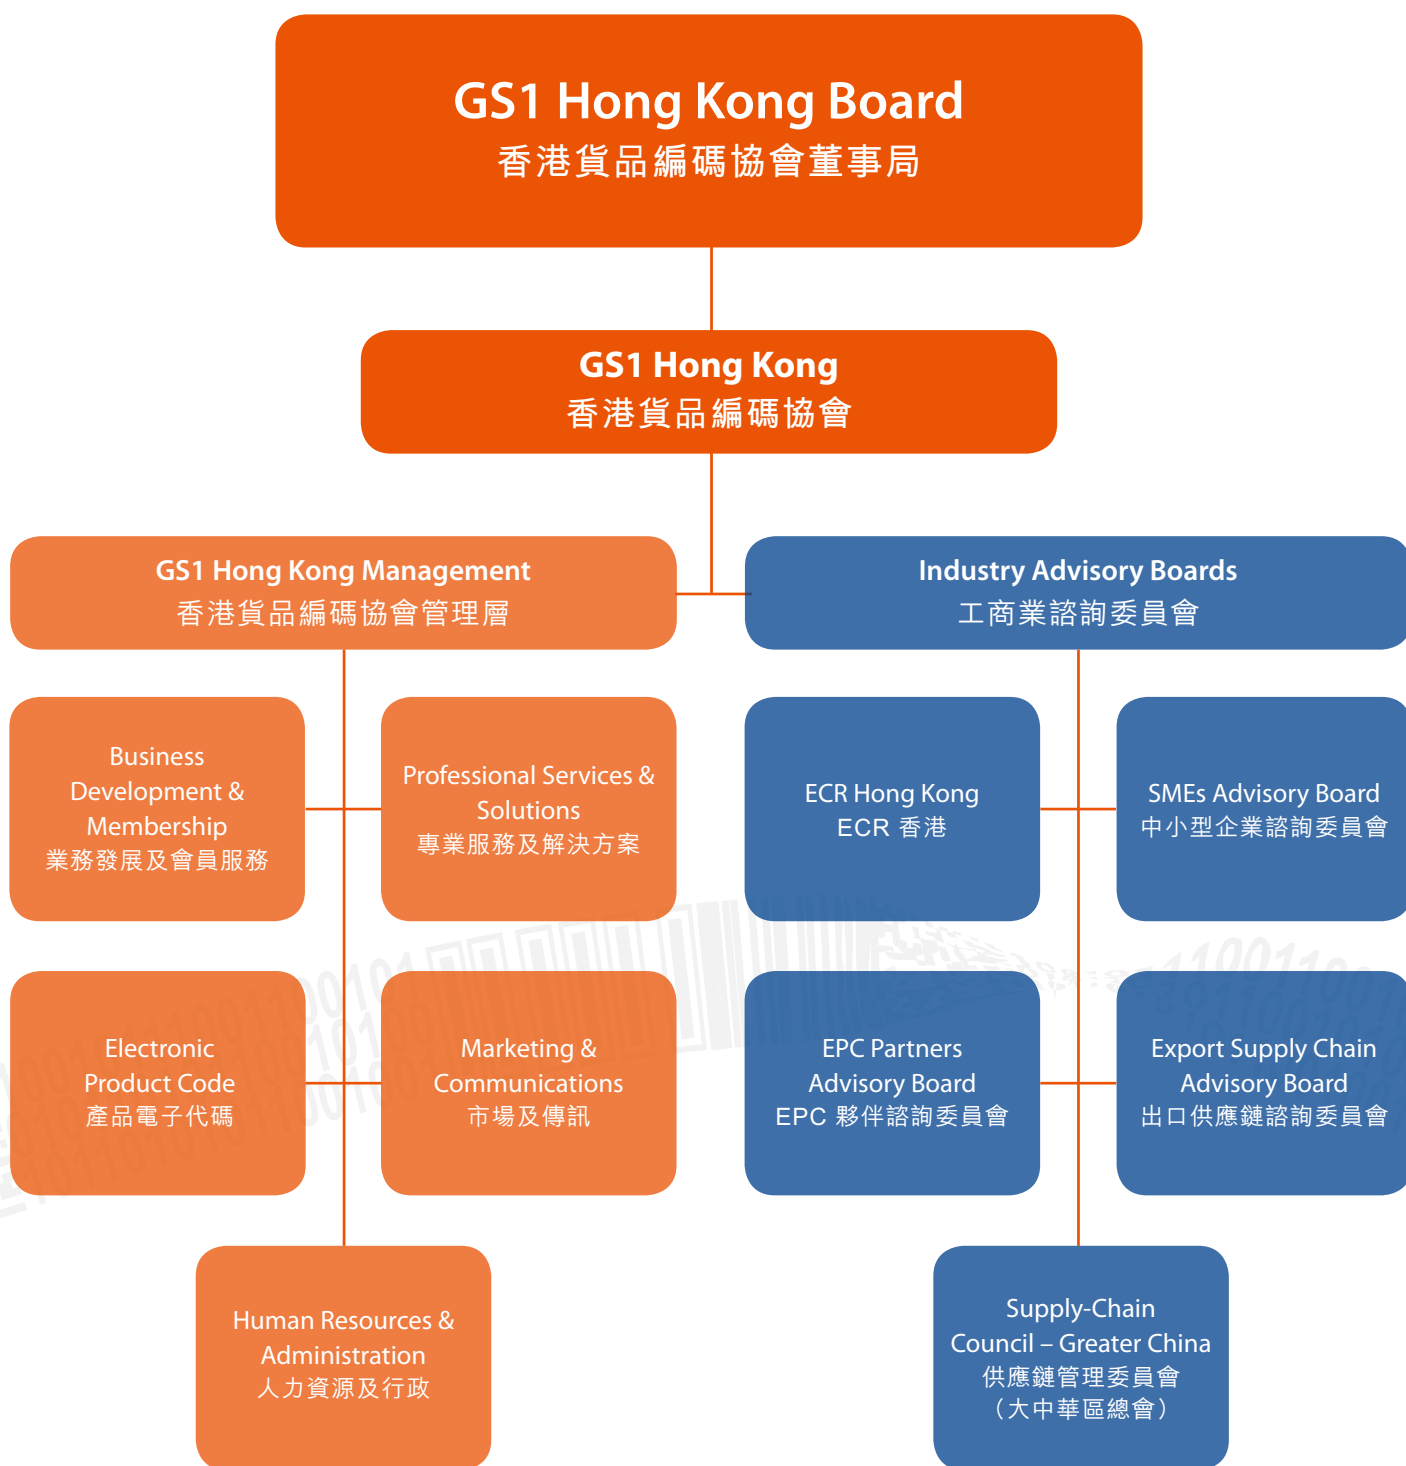 GS1 Hong Kong Board
香港貨品編碼協會董事局
GS1 Hong Kong
香港貨品編碼協會
GS1 Hong Kong Management
香港貨品編碼協會管理層
Industry Advisory Boards
工商業諮詢委員會
Business
Development &
Membership
業務發展及會員服務
Professional Services &
Solutions
專業服務及解決方案
ECR Hong Kong
ECR 香港
SMEs Advisory Board
中小型企業諮詢委員會
Electronic
Product Code
產品電子代碼
Marketing &
Communications
市場及傳訊
EPC Partners
Advisory Board
EPC 夥伴諮詢委員會
Export Supply Chain
Advisory Board
出口供應鏈諮詢委員會
Human Resources &
Administration
人力資源及行政
Supply-Chain
Council – Greater China
供應鏈管理委員會
（大中華區總會）